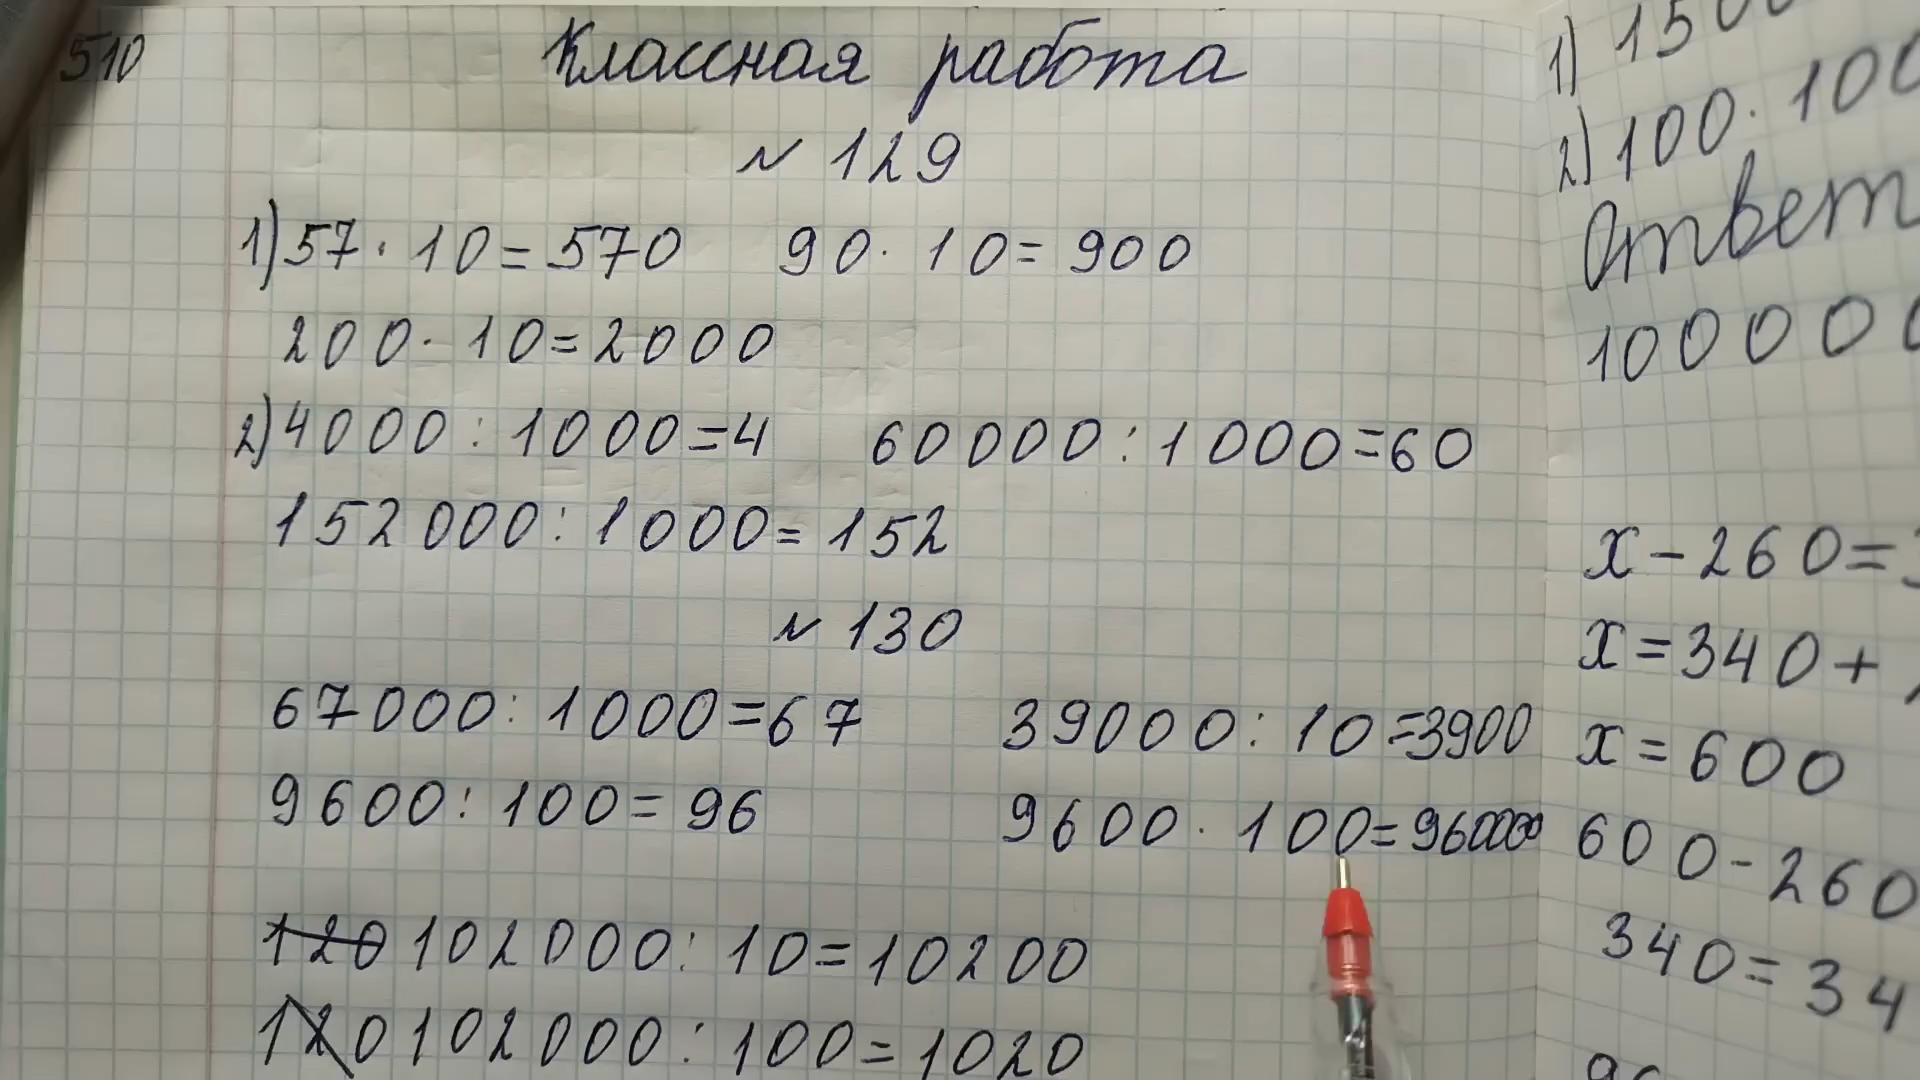 510
Классная работа
№ 129
1) 57 · 10 = 570 90 · 10 = 900
200 · 10 = 2000
2) 4000 : 1000 = 4 60000 : 1000 = 60
152000 : 1000 = 152
№ 130
67000 : 1000 = 67 39000 : 10 = 3900
9600 : 100 = 96 9600 · 100 = 960000
120 102000 : 10 = 10200
120 102000 : 100 = 1020
1) 150
2) 100 · 100
Ответ
10000
x - 260 =
x = 340 +
x = 600
600 - 260
340 = 34